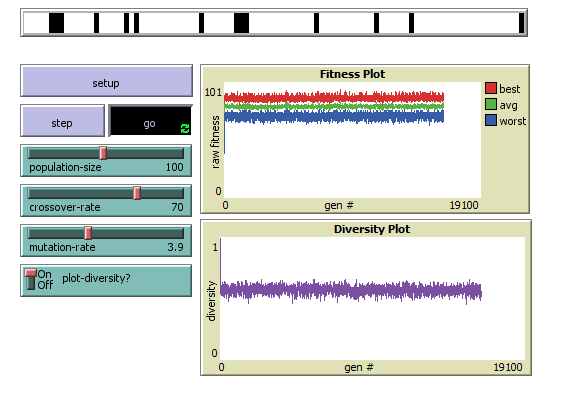 setup
step
go
population-size 100
crossover-rate 70
mutation-rate 3.9
On
Off
plot-diversity?
Fitness Plot
101
raw fitness
0
0
gen #
19100
best
avg
worst
Diversity Plot
1
diversity
0
0
gen #
19100